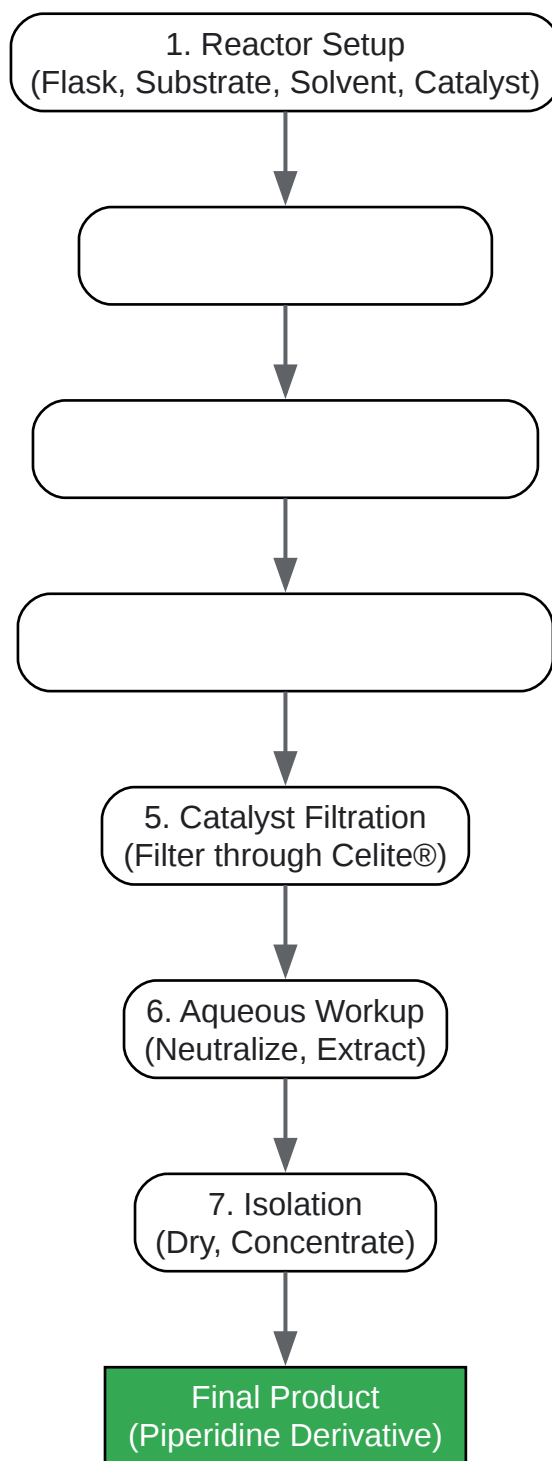 1. Reactor Setup
(Flask, Substrate, Solvent, Catalyst)
5. Catalyst Filtration
(Filter through Celite®)
6. Aqueous Workup
(Neutralize, Extract)
7. Isolation
(Dry, Concentrate)
Final Product
(Piperidine Derivative)